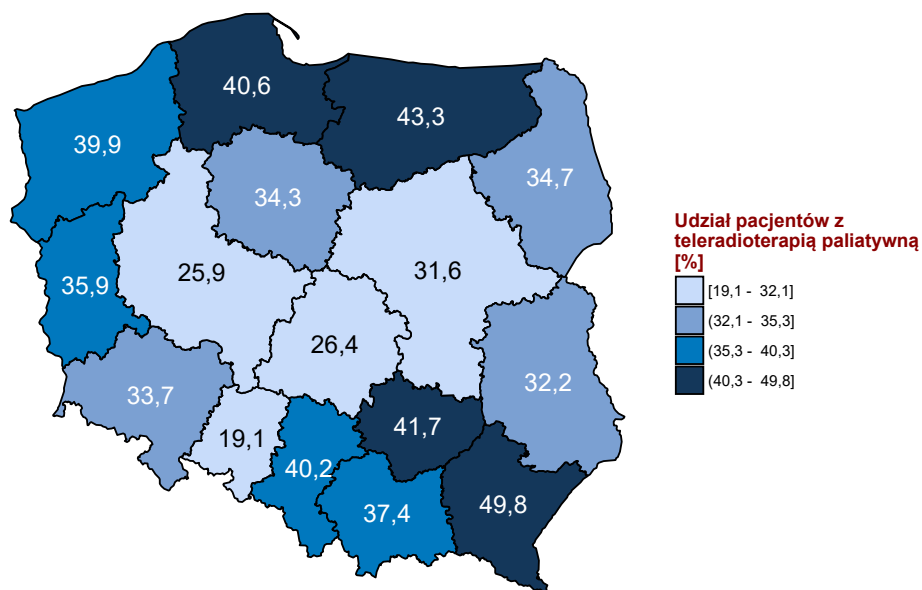 40,6
43,3
39,9
34,7
34,3
25,9
31,6
35,9
26,4
32,2
33,7
41,7
19,1
40,2
49,8
37,4
Udział pacjentów z
teleradioterapią paliatywną
[%]
[19,1 - 32,1]
(32,1 - 35,3]
(35,3 - 40,3]
(40,3 - 49,8]